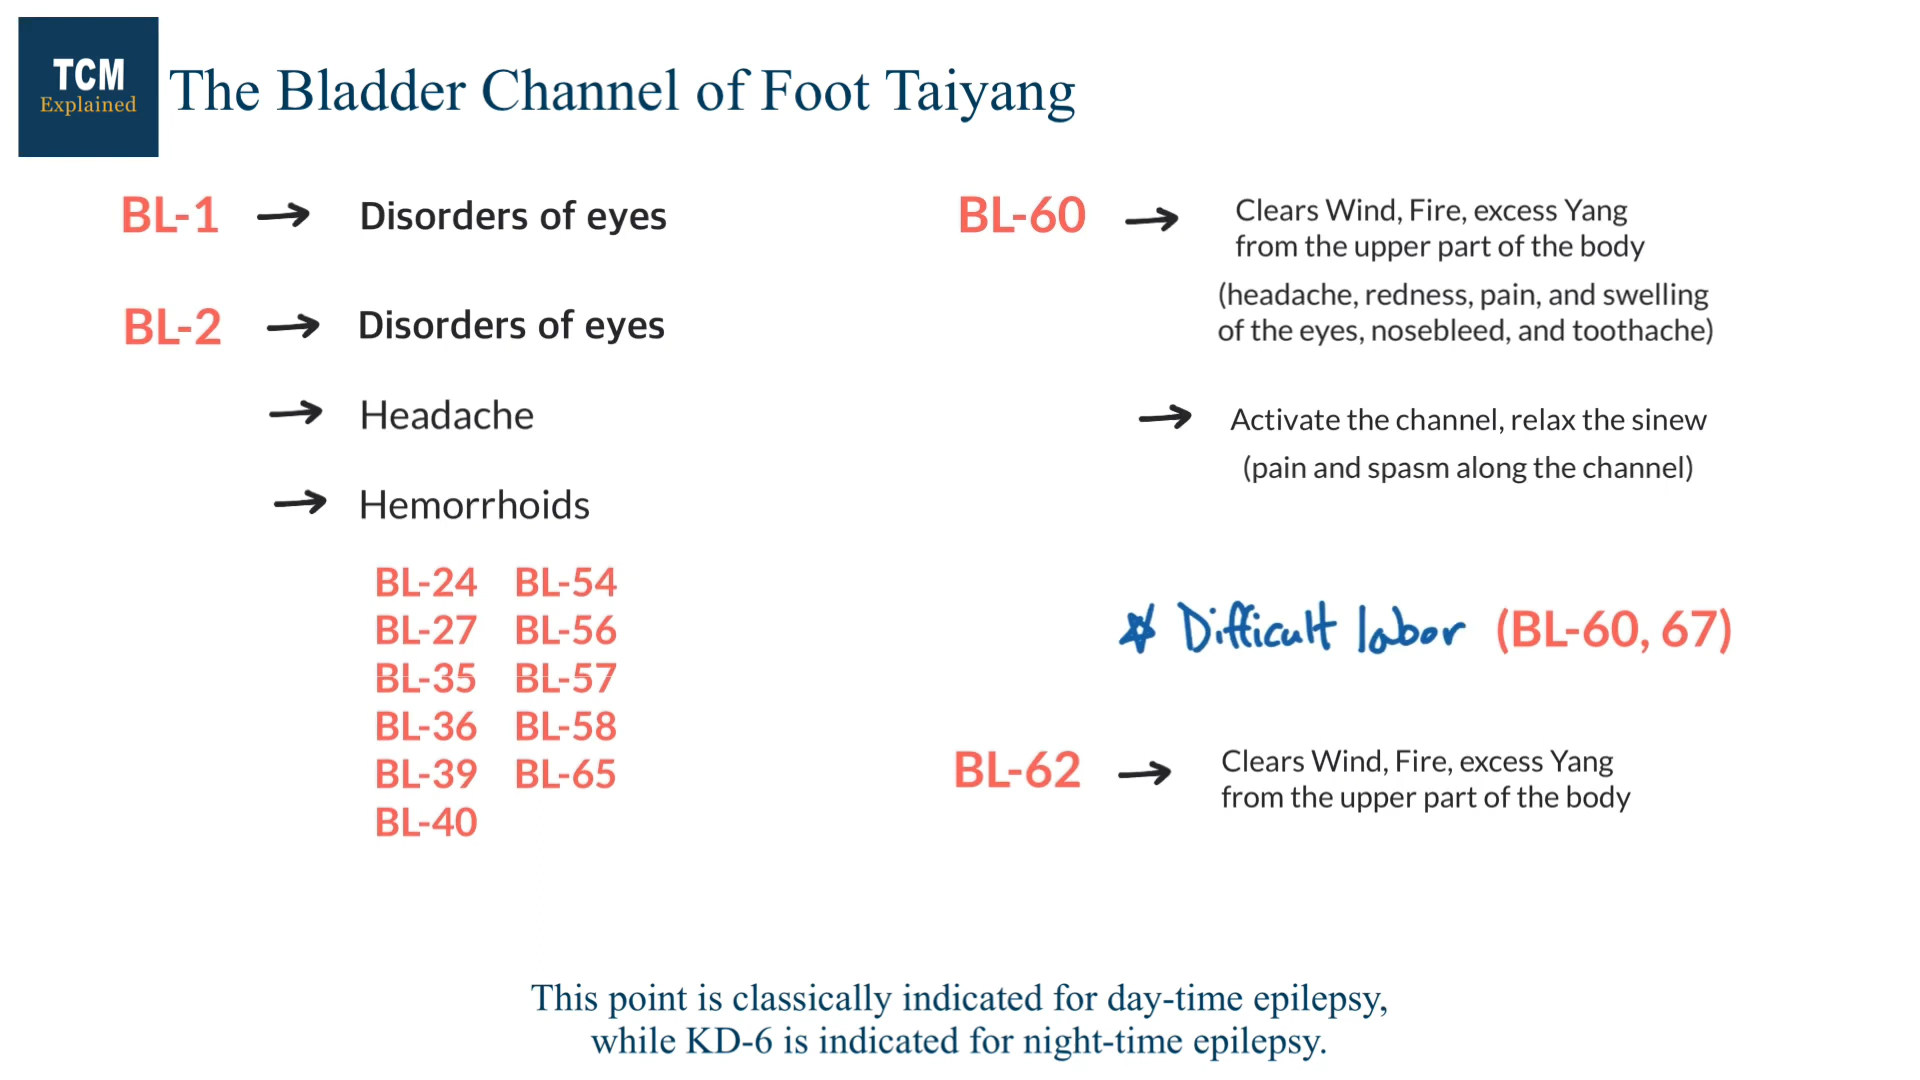 TCM
Explained
The Bladder Channel of Foot Taiyang
BL-1 → Disorders of eyes
BL-2 → Disorders of eyes
→ Headache
→ Hemorrhoids
BL-24 BL-54
BL-27 BL-56
BL-35 BL-57
BL-36 BL-58
BL-39 BL-65
BL-40
BL-60 → Clears Wind, Fire, excess Yang
from the upper part of the body
(headache, redness, pain, and swelling
of the eyes, nosebleed, and toothache)
→ Activate the channel, relax the sinew
(pain and spasm along the channel)
* Difficult labor (BL-60, 67)
BL-62 → Clears Wind, Fire, excess Yang
from the upper part of the body
This point is classically indicated for day-time epilepsy,
while KD-6 is indicated for night-time epilepsy.